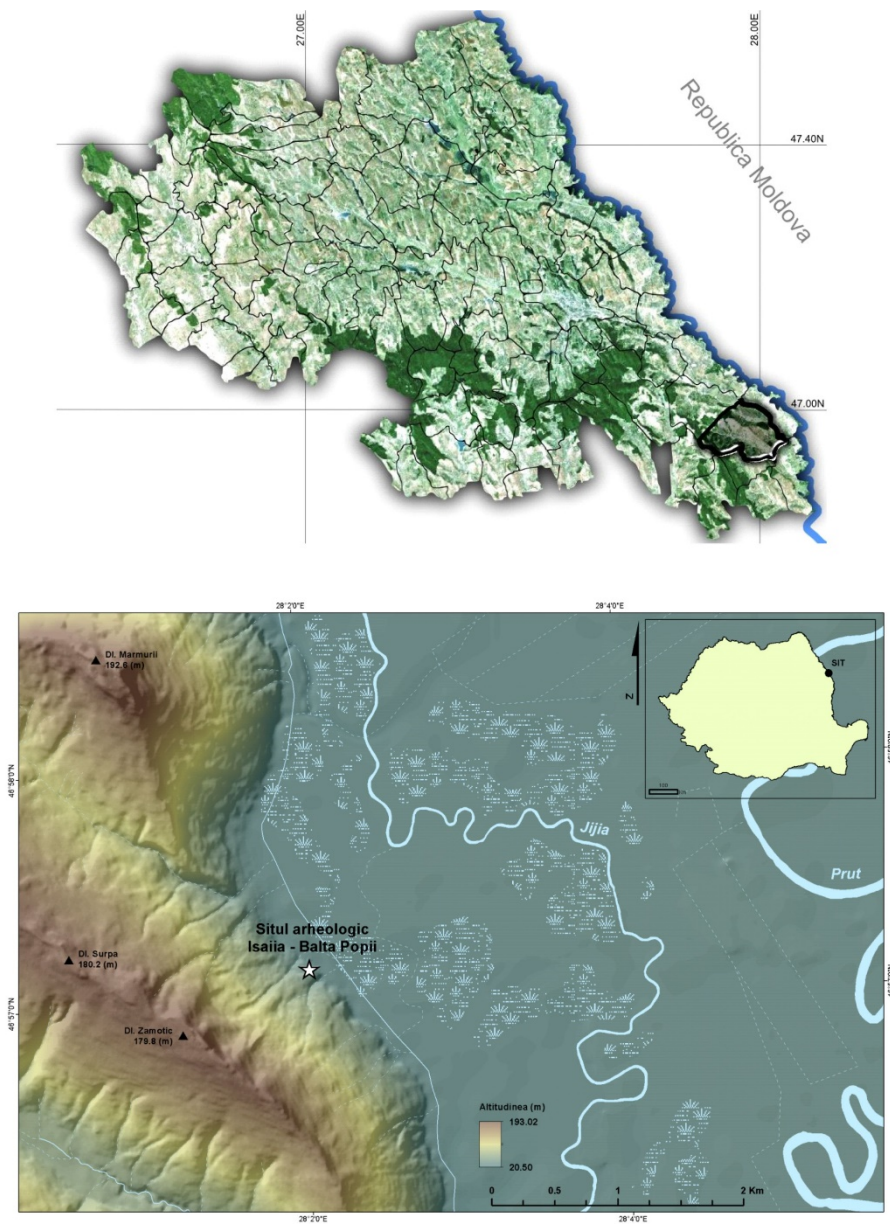 27.00E
28.00E
Republica Moldova
47.40N
47.00N
28°2'0"E
28°4'0"E
Dl. Marmurii
192.6 (m)
N
SIT
100
46°58'0"N
Jijia
Prut
Situl arheologic
Isaiia - Balta Popii
Dl. Surpa
180.2 (m)
46°57'0"N
Dl. Zamotic
179.8 (m)
Altitudinea (m)
193.02
20.50
0 0.5 1 2 Km
28°2'0"E
28°4'0"E